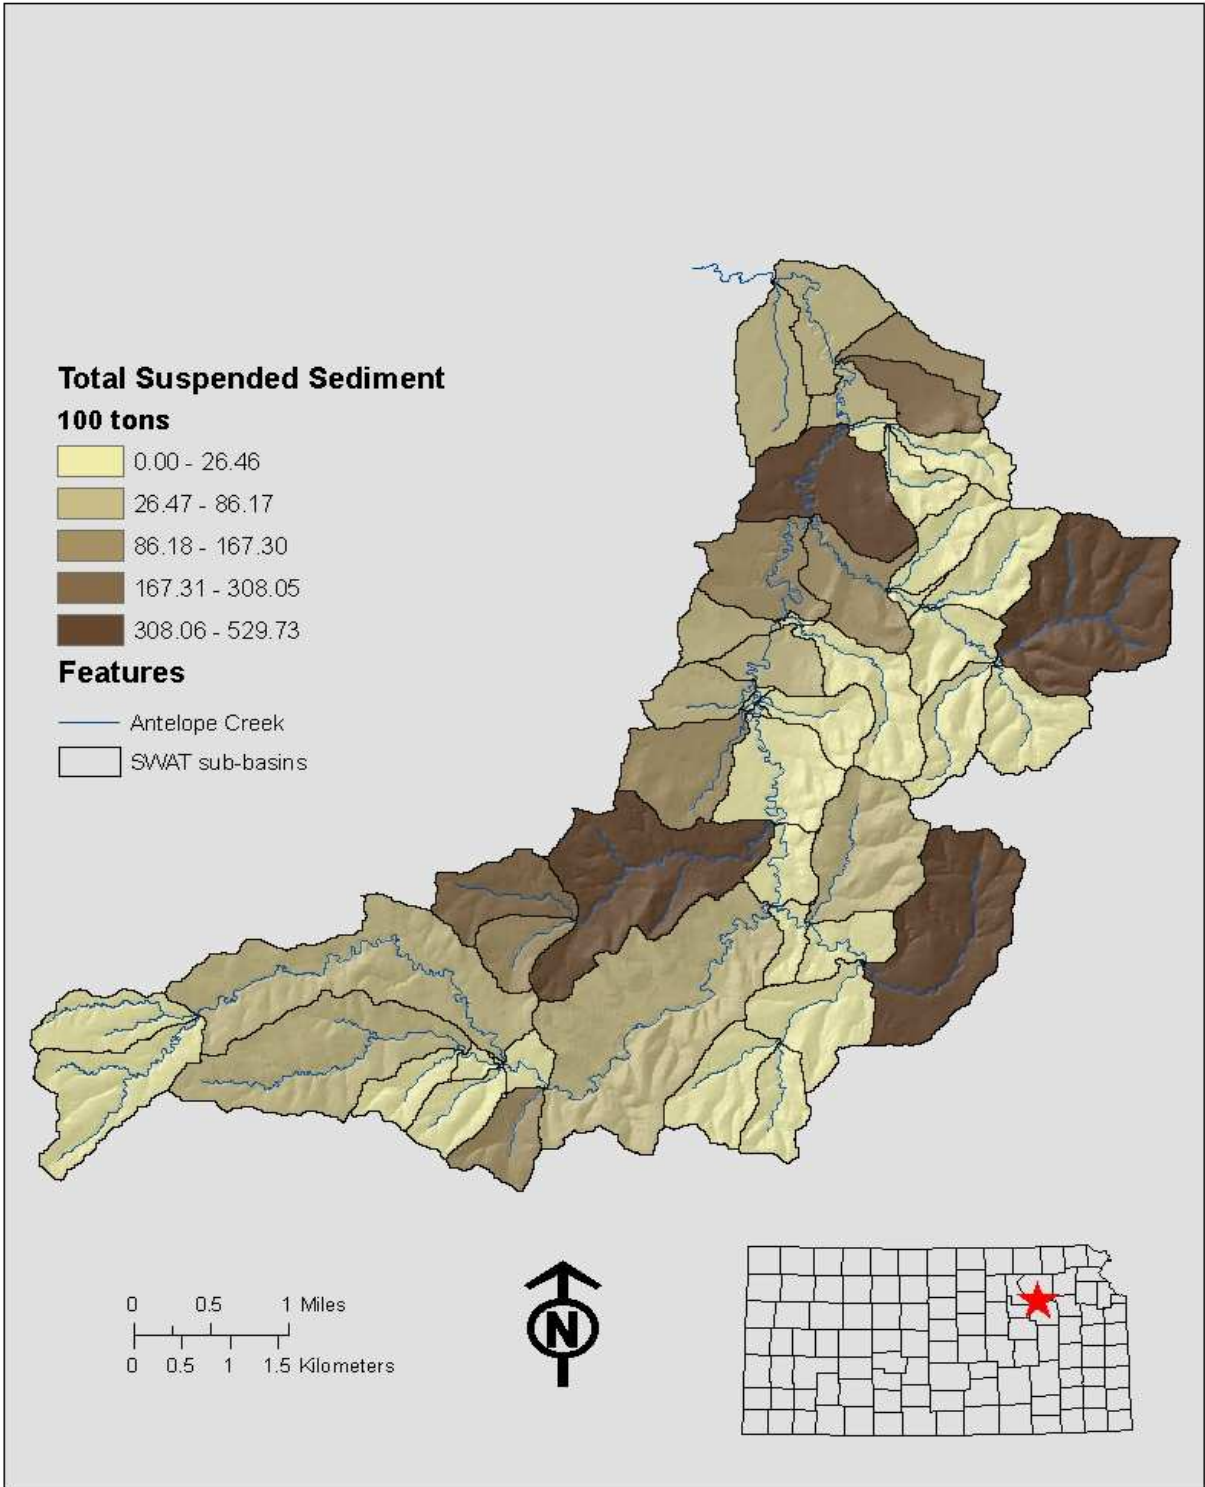 Total Suspended Sediment
100 tons
0.00 - 26.46
26.47 - 86.17
86.18 - 167.30
167.31 - 308.05
308.06 - 529.73
Features
Antelope Creek
SWAT sub-basins
0 0.5 1 Miles
0 0.5 1 1.5 Kilometers
N